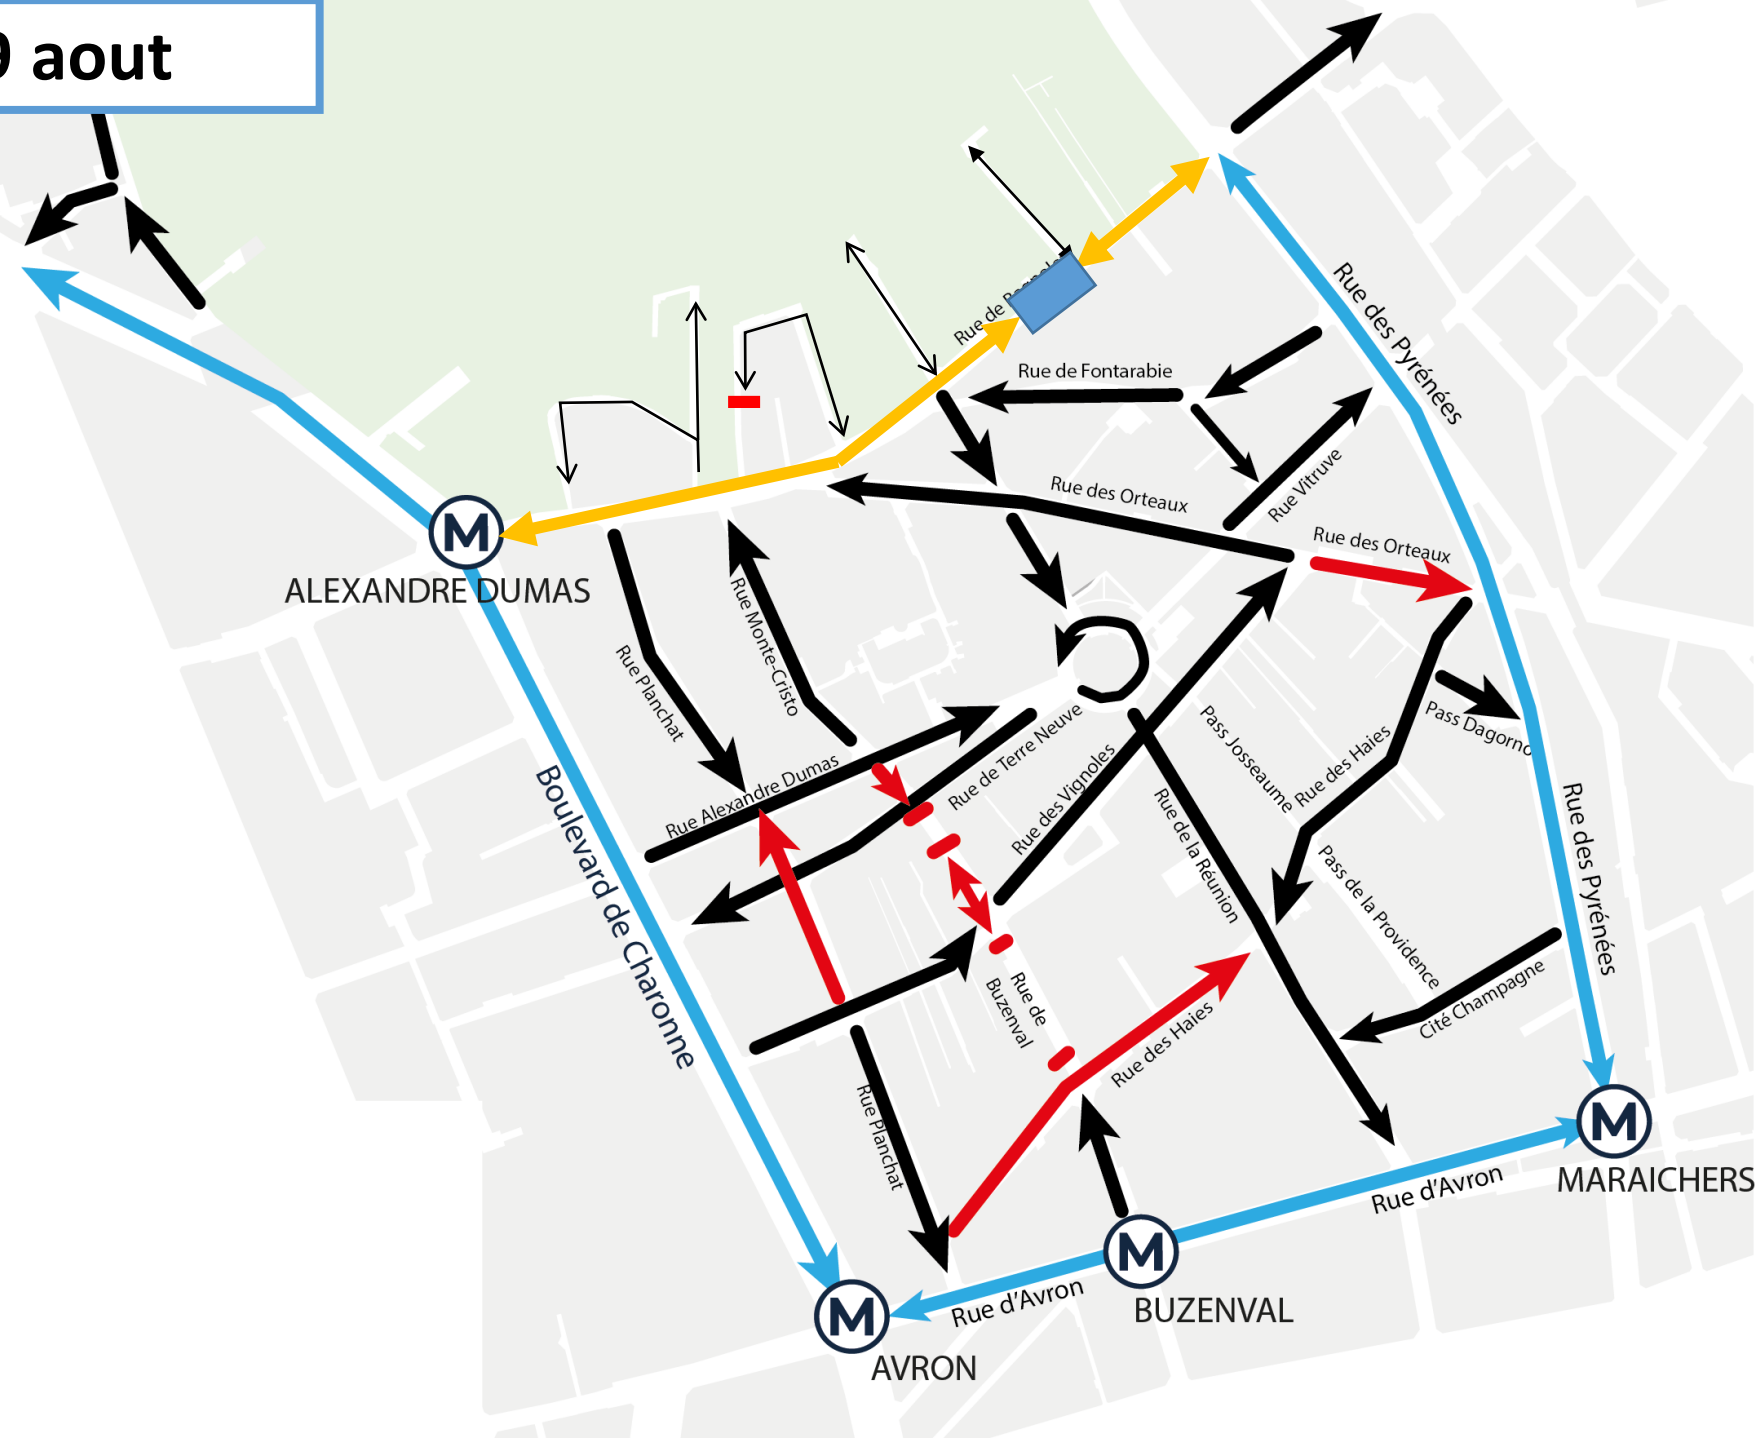 9 aout
Rue de
Rue de Fontarabie
Rue des Pyrénées
Rue des Orteaux
Rue Vitruve
Rue des Orteaux
M
ALEXANDRE DUMAS
Rue Monte-Cristo
Rue Planchat
Rue Alexandre Dumas
Rue de Terre Neuve
Rue des Vignoles
Pass Josseaume
Rue des Haies
Pass Dagorno
Boulevard de Charonne
Rue de la Réunion
Pass de la Providence
Rue des Pyrénées
Cité Champagne
Rue de
Buzenval
Rue des Haies
Rue Planchat
M
MARAICHERS
Rue d'Avron
M
BUZENVAL
Rue d'Avron
M
AVRON